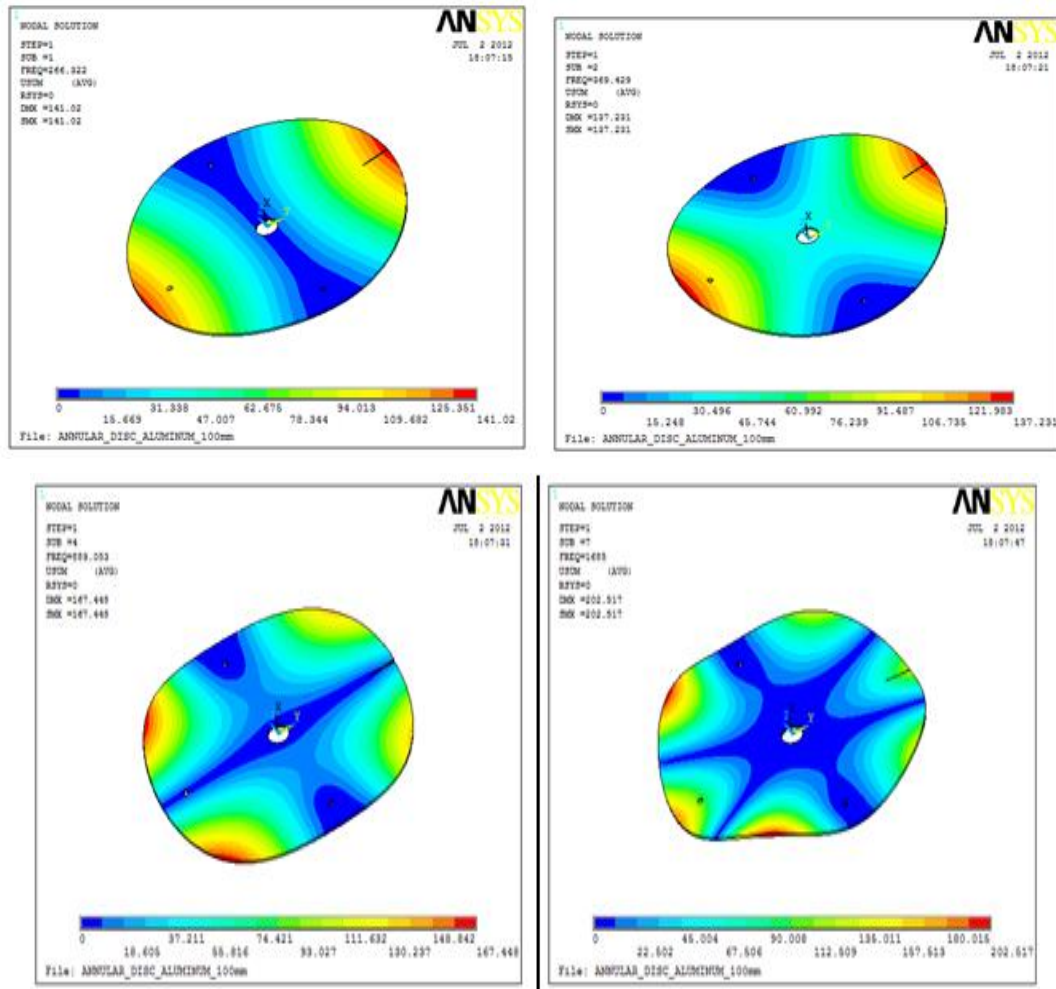 1
ANSYS
NODAL SOLUTION
JUL 2 2012
18:07:15
STEP=1
SUB =1
FREQ=266.322
USUM (AVG)
RSYS=0
DMX =141.02
SMX =141.02
X
0
15.669
31.338
47.007
62.675
78.344
94.013
109.682
125.351
141.02
File: ANNULAR_DISC_ALUMINUM_100mm
1
ANSYS
NODAL SOLUTION
JUL 2 2012
18:07:21
STEP=1
SUB =2
FREQ=369.429
USUM (AVG)
RSYS=0
DMX =137.231
SMX =137.231
X
0
15.248
30.496
45.744
60.992
76.239
91.487
106.735
121.983
137.231
File: ANNULAR_DISC_ALUMINUM_100mm
1
ANSYS
NODAL SOLUTION
JUL 2 2012
18:07:31
STEP=1
SUB =4
USUM (AVG)
RSYS=0
DMX =167.448
SMX =167.448
X
Y
0
18.605
37.211
55.816
74.421
93.027
111.632
130.237
148.842
167.448
File: ANNULAR_DISC_ALUMINUM_100mm
1
ANSYS
NODAL SOLUTION
JUL 2 2012
18:07:47
STEP=1
SUB =7
FREQ=1685
USUM (AVG)
RSYS=0
DMX =202.517
SMX =202.517
Y
0
22.502
45.004
67.506
90.008
112.509
135.011
157.513
180.015
202.517
File: ANNULAR_DISC_ALUMINUM_100mm